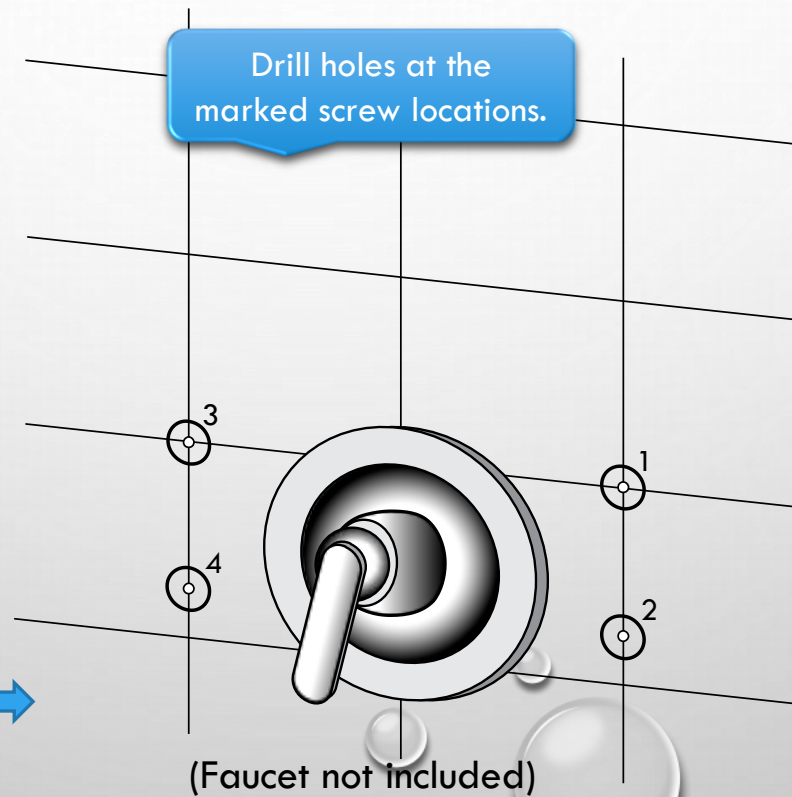 Drill holes at the
marked screw locations.
3
1
4
2
(Faucet not included)